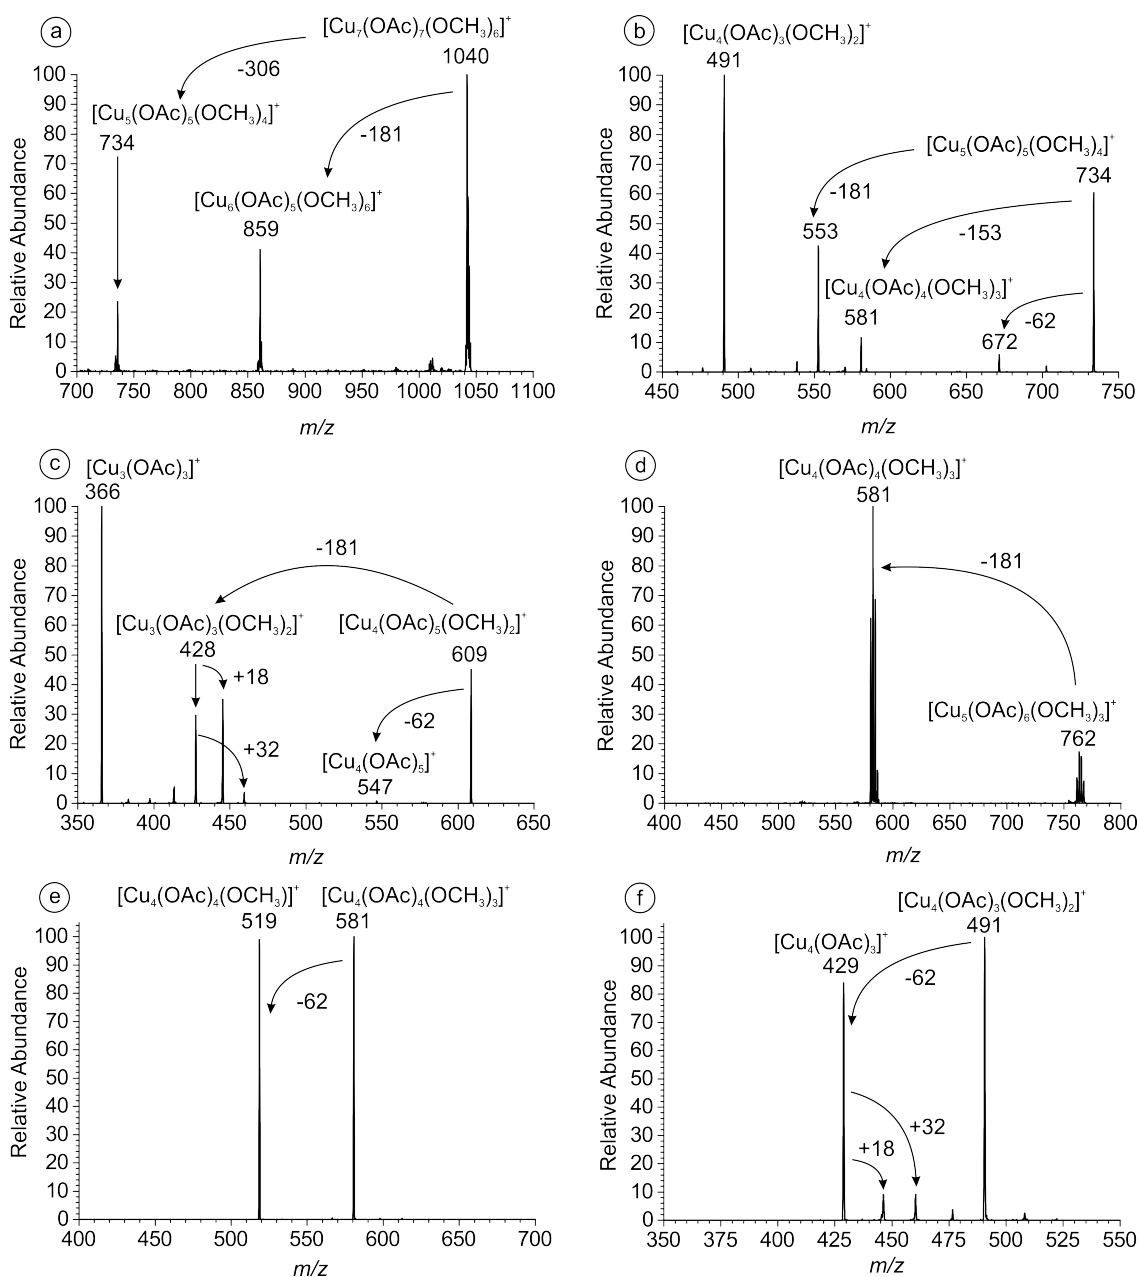 a
[Cu₇(OAc)₇(OCH₃)₆]⁺
1040
-306
[Cu₅(OAc)₅(OCH₃)₄]⁺
734
-181
[Cu₆(OAc)₅(OCH₃)₆]⁺
859
Relative Abundance
100
90
80
70
60
50
40
30
20
10
0
700 750 800 850 900 950 1000 1050 1100
m/z
b
[Cu₄(OAc)₃(OCH₃)₂]⁺
491
[Cu₅(OAc)₅(OCH₃)₄]⁺
734
-181
553
-153
[Cu₄(OAc)₄(OCH₃)₃]⁺
581
-62
672
Relative Abundance
100
90
80
70
60
50
40
30
20
10
0
450 500 550 600 650 700 750
m/z
c
[Cu₃(OAc)₃]⁺
366
-181
[Cu₃(OAc)₃(OCH₃)₂]⁺
428
[Cu₄(OAc)₅(OCH₃)₂]⁺
609
+18
-62
+32
[Cu₄(OAc)₅]⁺
547
Relative Abundance
100
90
80
70
60
50
40
30
20
10
0
350 400 450 500 550 600 650
m/z
d
[Cu₄(OAc)₄(OCH₃)₃]⁺
581
-181
[Cu₅(OAc)₆(OCH₃)₃]⁺
762
Relative Abundance
100
90
80
70
60
50
40
30
20
10
0
400 450 500 550 600 650 700 750 800
m/z
e
[Cu₄(OAc)₄(OCH₃)]⁺
519
[Cu₄(OAc)₄(OCH₃)₃]⁺
581
-62
Relative Abundance
100
90
80
70
60
50
40
30
20
10
0
400 450 500 550 600 650 700
m/z
f
[Cu₄(OAc)₃(OCH₃)₂]⁺
491
[Cu₄(OAc)₃]⁺
429
-62
+32
+18
Relative Abundance
100
90
80
70
60
50
40
30
20
10
0
350 375 400 425 450 475 500 525 550
m/z